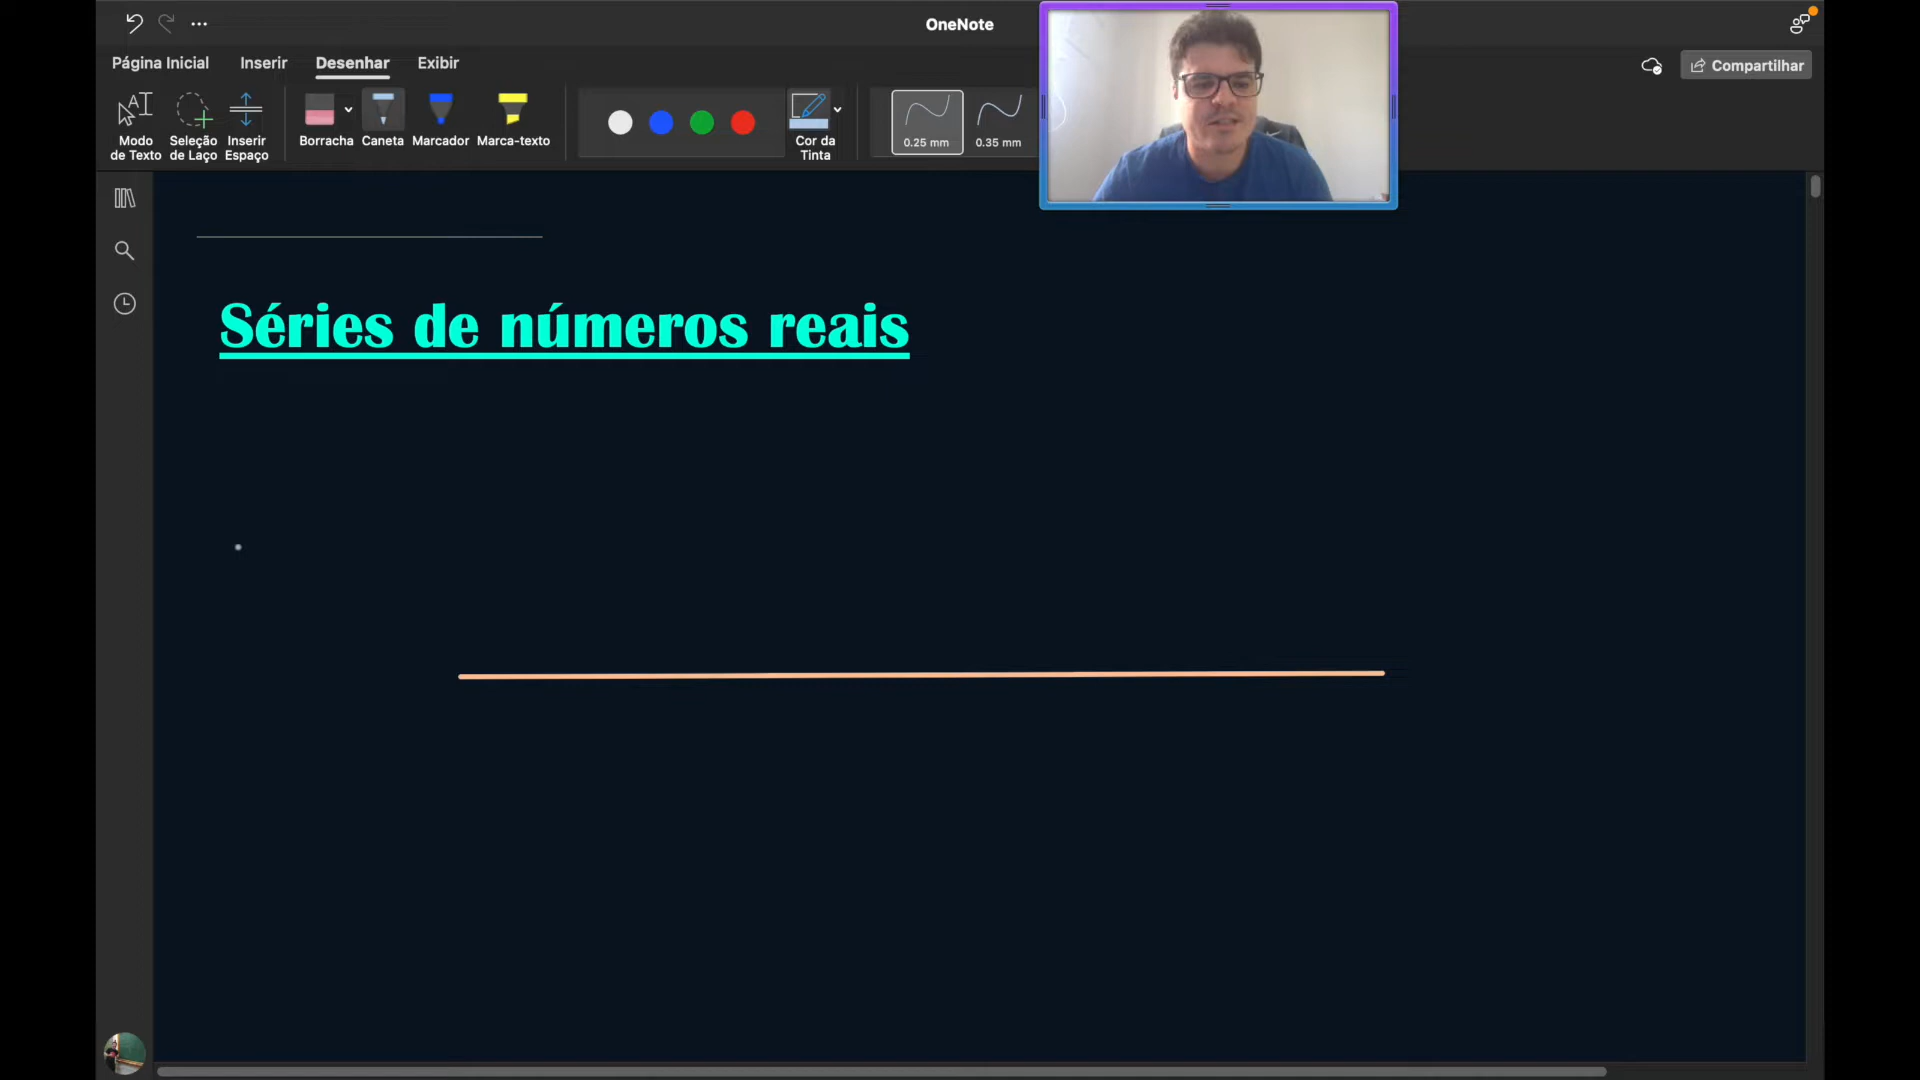 OneNote
Página Inicial Inserir Desenhar Exibir
Compartilhar
Modo de Texto
Seleção de Laço
Inserir Espaço
Borracha
Caneta
Marcador
Marca-texto
Cor da Tinta
0.25 mm
0.35 mm
Séries de números reais